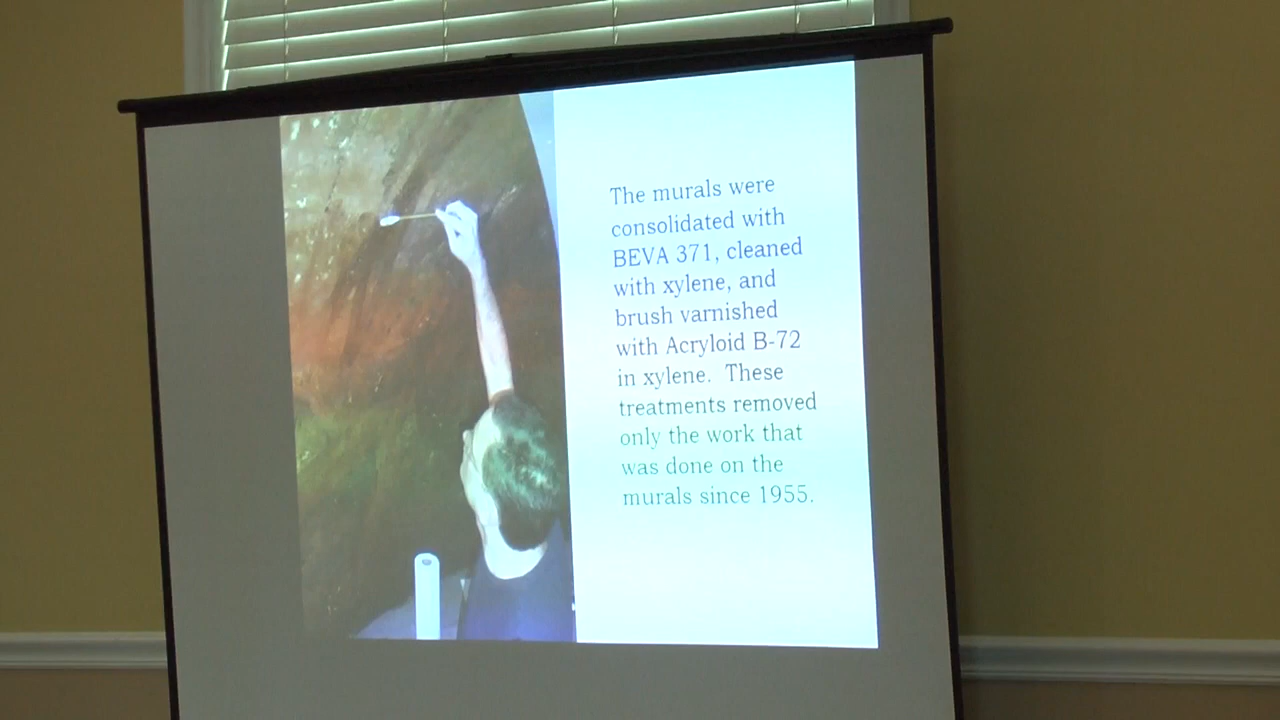 The murals were
consolidated with
BEVA 371, cleaned
with xylene, and
brush varnished
with Acryloid B-72
in xylene.  These
treatments removed
only the work that
was done on the
murals since 1955.